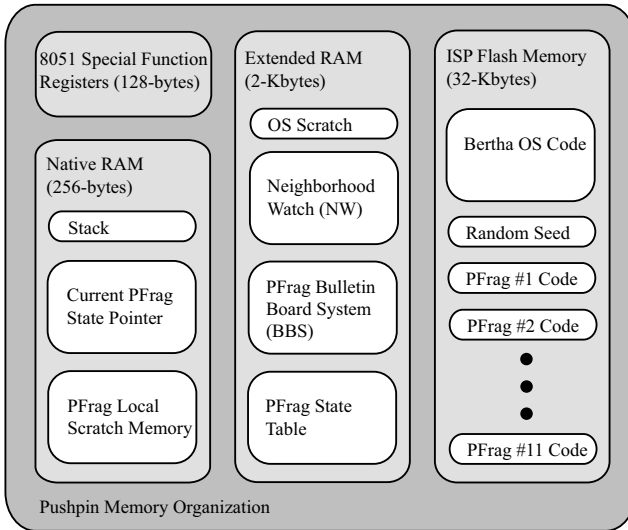 8051 Special Function
Registers (128-bytes)
Native RAM
(256-bytes)
Stack
Current PFrag
State Pointer
PFrag Local
Scratch Memory
Extended RAM
(2-Kbytes)
OS Scratch
Neighborhood
Watch (NW)
PFrag Bulletin
Board System
(BBS)
PFrag State
Table
ISP Flash Memory
(32-Kbytes)
Bertha OS Code
Random Seed
PFrag #1 Code
PFrag #2 Code
PFrag #11 Code
Pushpin Memory Organization